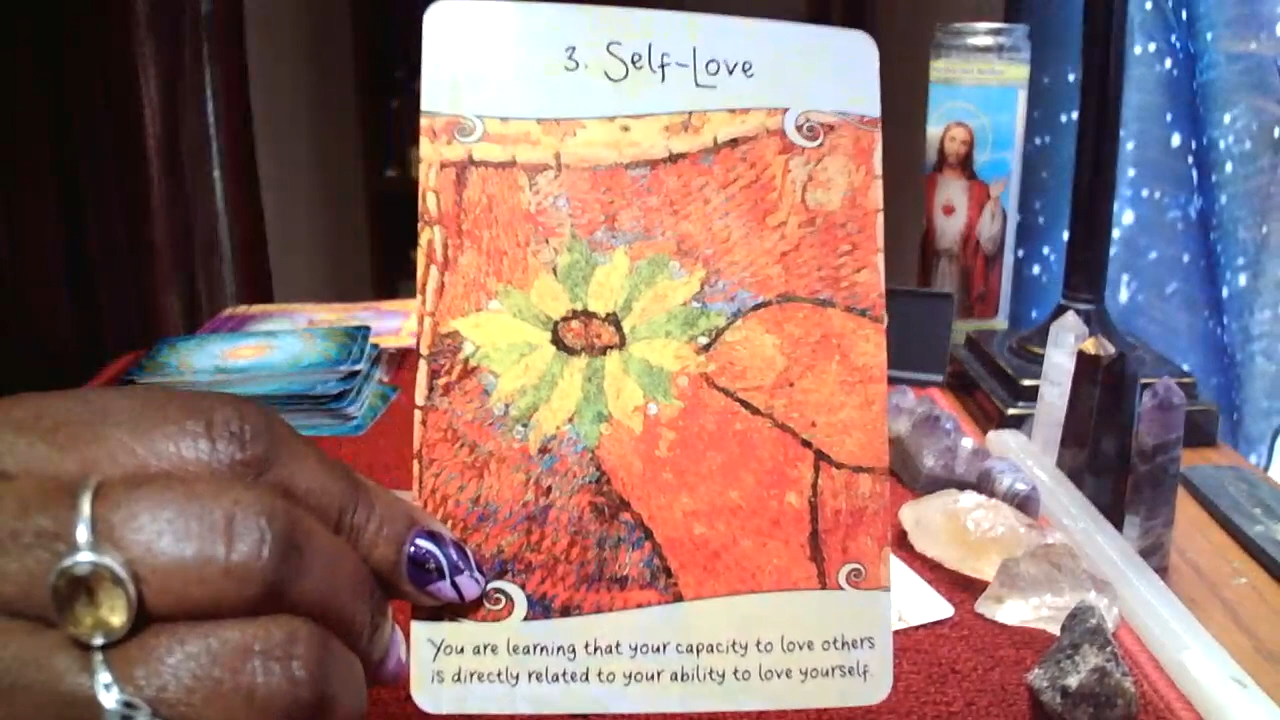 3. Self-Love
You are learning that your capacity to love others
is directly related to your ability to love yourself.